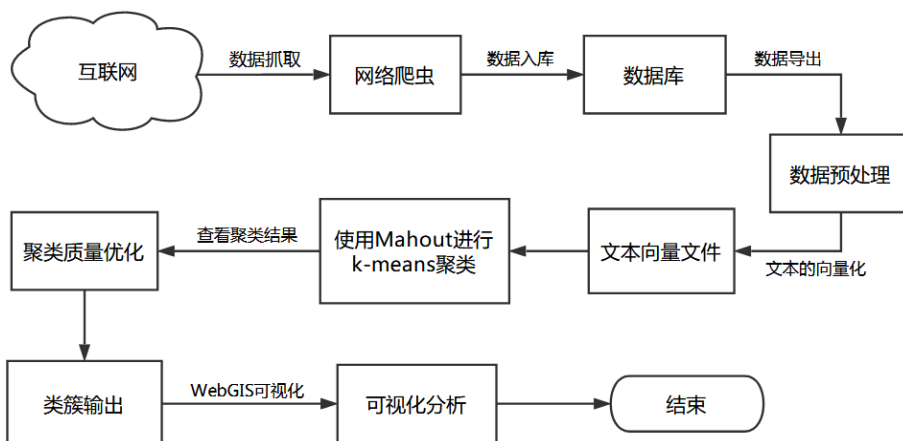 互联网
数据抓取
网络爬虫
数据入库
数据库
数据导出
数据预处理
文本的向量化
文本向量文件
使用Mahout进行
k-means聚类
查看聚类结果
聚类质量优化
类簇输出
WebGIS可视化
可视化分析
结束